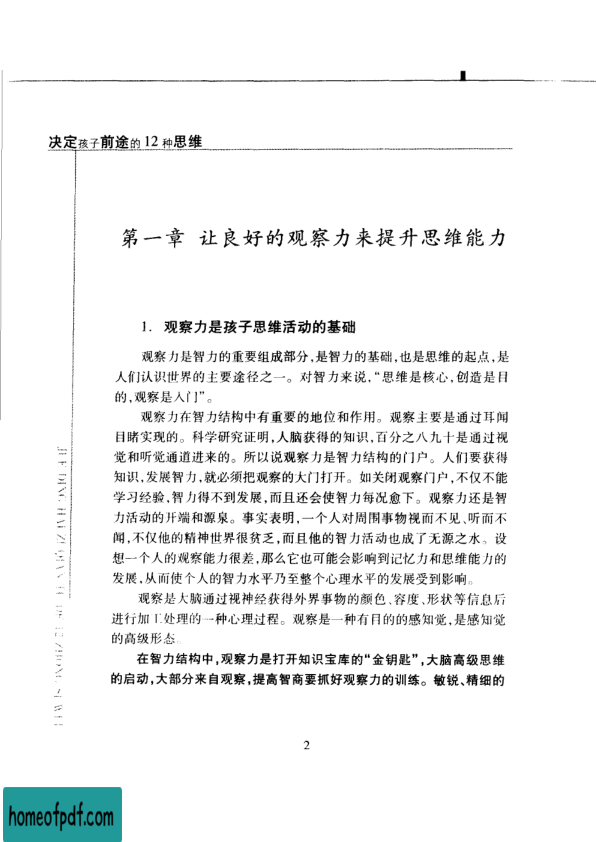 决定孩子前途的12种思维
第一章 让良好的观察力来提升思维能力
1. 观察力是孩子思维活动的基础
观察力是智力的重要组成部分,是智力的基础,也是思维的起点,是
人们认识世界的主要途径之一。对智力来说,“思维是核心,创造是目
的,观察是入门”。
观察力在智力结构中有重要的地位和作用。观察主要是通过耳闻
目睹实现的。科学研究证明,人脑获得的知识,百分之八九十是通过视
觉和听觉通道进来的。所以说观察力是智力结构的门户。人们要获得
知识,发展智力,就必须把观察的大门打开。如关闭观察门户,不仅不能
学习经验,智力得不到发展,而且还会使智力每况愈下。观察力还是智
力活动的开端和源泉。事实表明,一个人对周围事物视而不见、听而不
闻,不仅他的精神世界很贫乏,而且他的智力活动也成了无源之水。设
想一个人的观察能力很差,那么它也可能会影响到记忆力和思维能力的
发展,从而使个人的智力水平乃至整个心理水平的发展受到影响。
观察是大脑通过视神经获得外界事物的颜色、容度、形状等信息后
进行加工处理的一种心理过程。观察是一种有目的的感知觉,是感知觉
的高级形态。
在智力结构中,观察力是打开知识宝库的“金钥匙”,大脑高级思维
的启动,大部分来自观察,提高智商要抓好观察力的训练。敏锐、精细的
2
homeofpdf.com